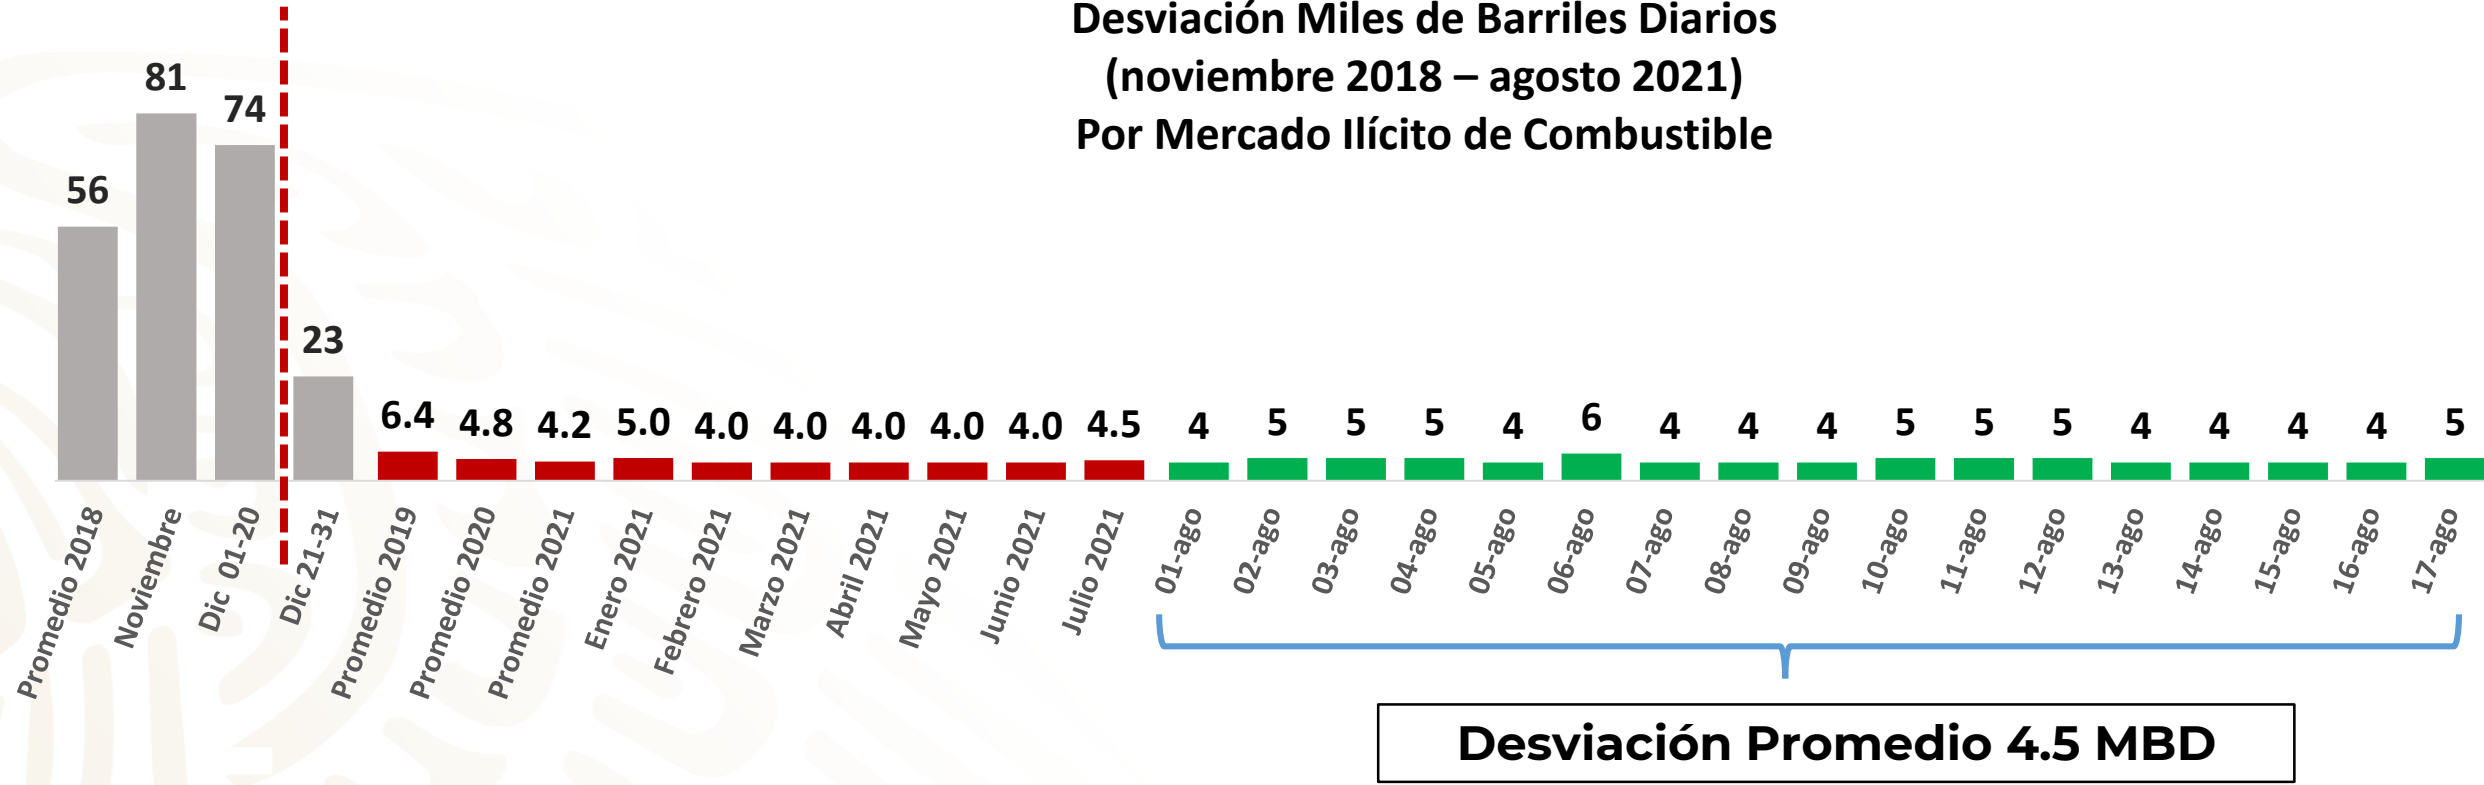 Desviación Miles de Barriles Diarios
(noviembre 2018 – agosto 2021)
Por Mercado Ilícito de Combustible
56
81
74
23
6.4
4.8
4.2
5.0
4.0
4.0
4.0
4.0
4.0
4.5
4
5
5
5
4
6
4
4
4
5
5
5
4
4
4
4
5
Promedio 2018
Noviembre
Dic 01-20
Dic 21-31
Promedio 2019
Promedio 2020
Promedio 2021
Enero 2021
Febrero 2021
Marzo 2021
Abril 2021
Mayo 2021
Junio 2021
Julio 2021
01-ago
02-ago
03-ago
04-ago
05-ago
06-ago
07-ago
08-ago
09-ago
10-ago
11-ago
12-ago
13-ago
14-ago
15-ago
16-ago
17-ago
Desviación Promedio 4.5 MBD